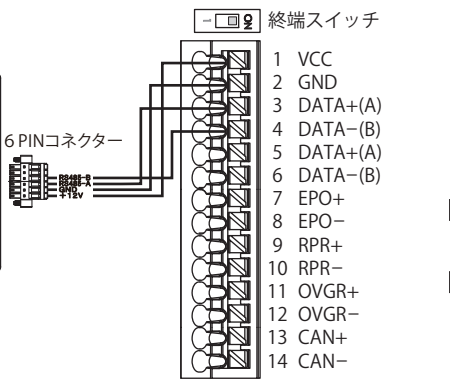 1 ON 終端スイッチ
1 VCC
2 GND
3 DATA+(A)
4 DATA−(B)
5 DATA+(A)
6 DATA−(B)
7 EPO+
8 EPO−
9 RPR+
10 RPR−
11 OVGR+
12 OVGR−
13 CAN+
14 CAN−
6 PINコネクター
RS485-B
RS485-A
GND
+12V